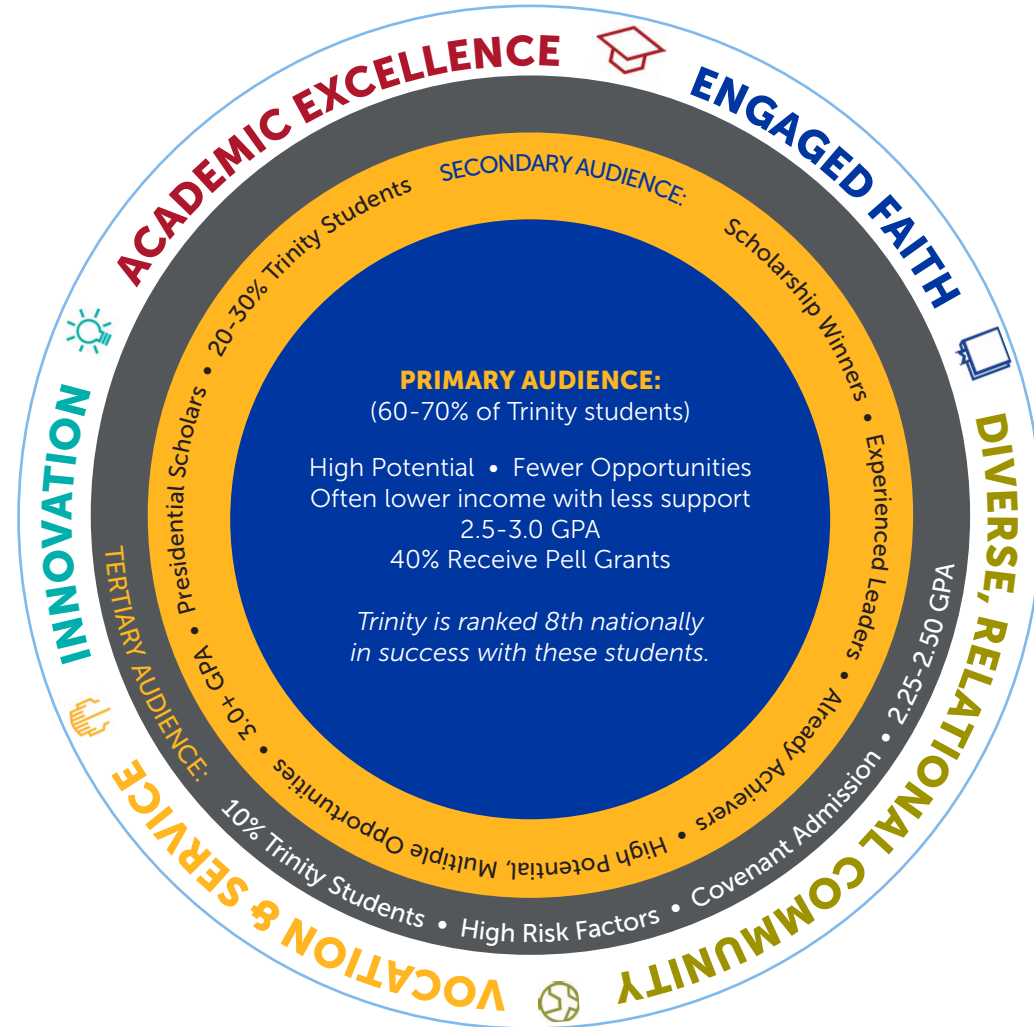 ACADEMIC EXCELLENCE
ENGAGED FAITH
DIVERSE, RELATIONAL COMMUNITY
VOCATION & SERVICE
INNOVATION
SECONDARY AUDIENCE:
Scholarship Winners • Experienced Leaders • Already Achievers • High Potential, Multiple Opportunities • 3.0+ GPA • Presidential Scholars • 20-30% Trinity Students
TERTIARY AUDIENCE:
10% Trinity Students • High Risk Factors • Covenant Admission • 2.25-2.50 GPA
PRIMARY AUDIENCE:
(60-70% of Trinity students)
High Potential • Fewer Opportunities
Often lower income with less support
2.5-3.0 GPA
40% Receive Pell Grants
Trinity is ranked 8th nationally
in success with these students.